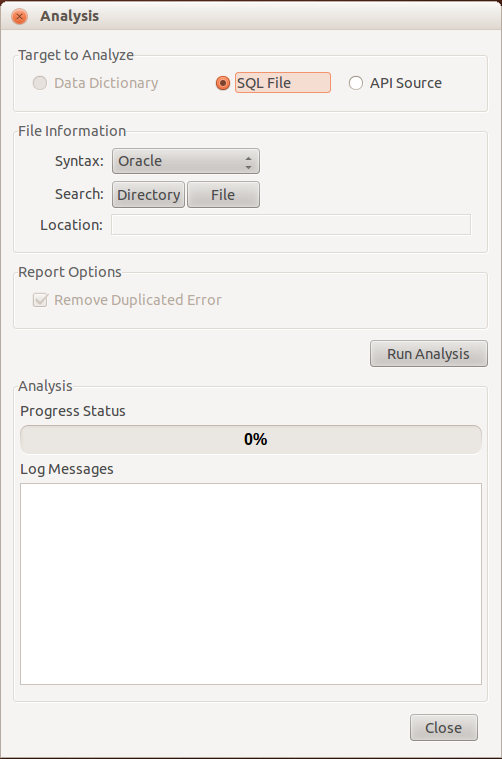 Analysis
Target to Analyze
Data Dictionary SQL File API Source
File Information
Syntax: Oracle
Search: Directory File
Location:
Report Options
Remove Duplicated Error
Run Analysis
Analysis
Progress Status
0%
Log Messages
Close